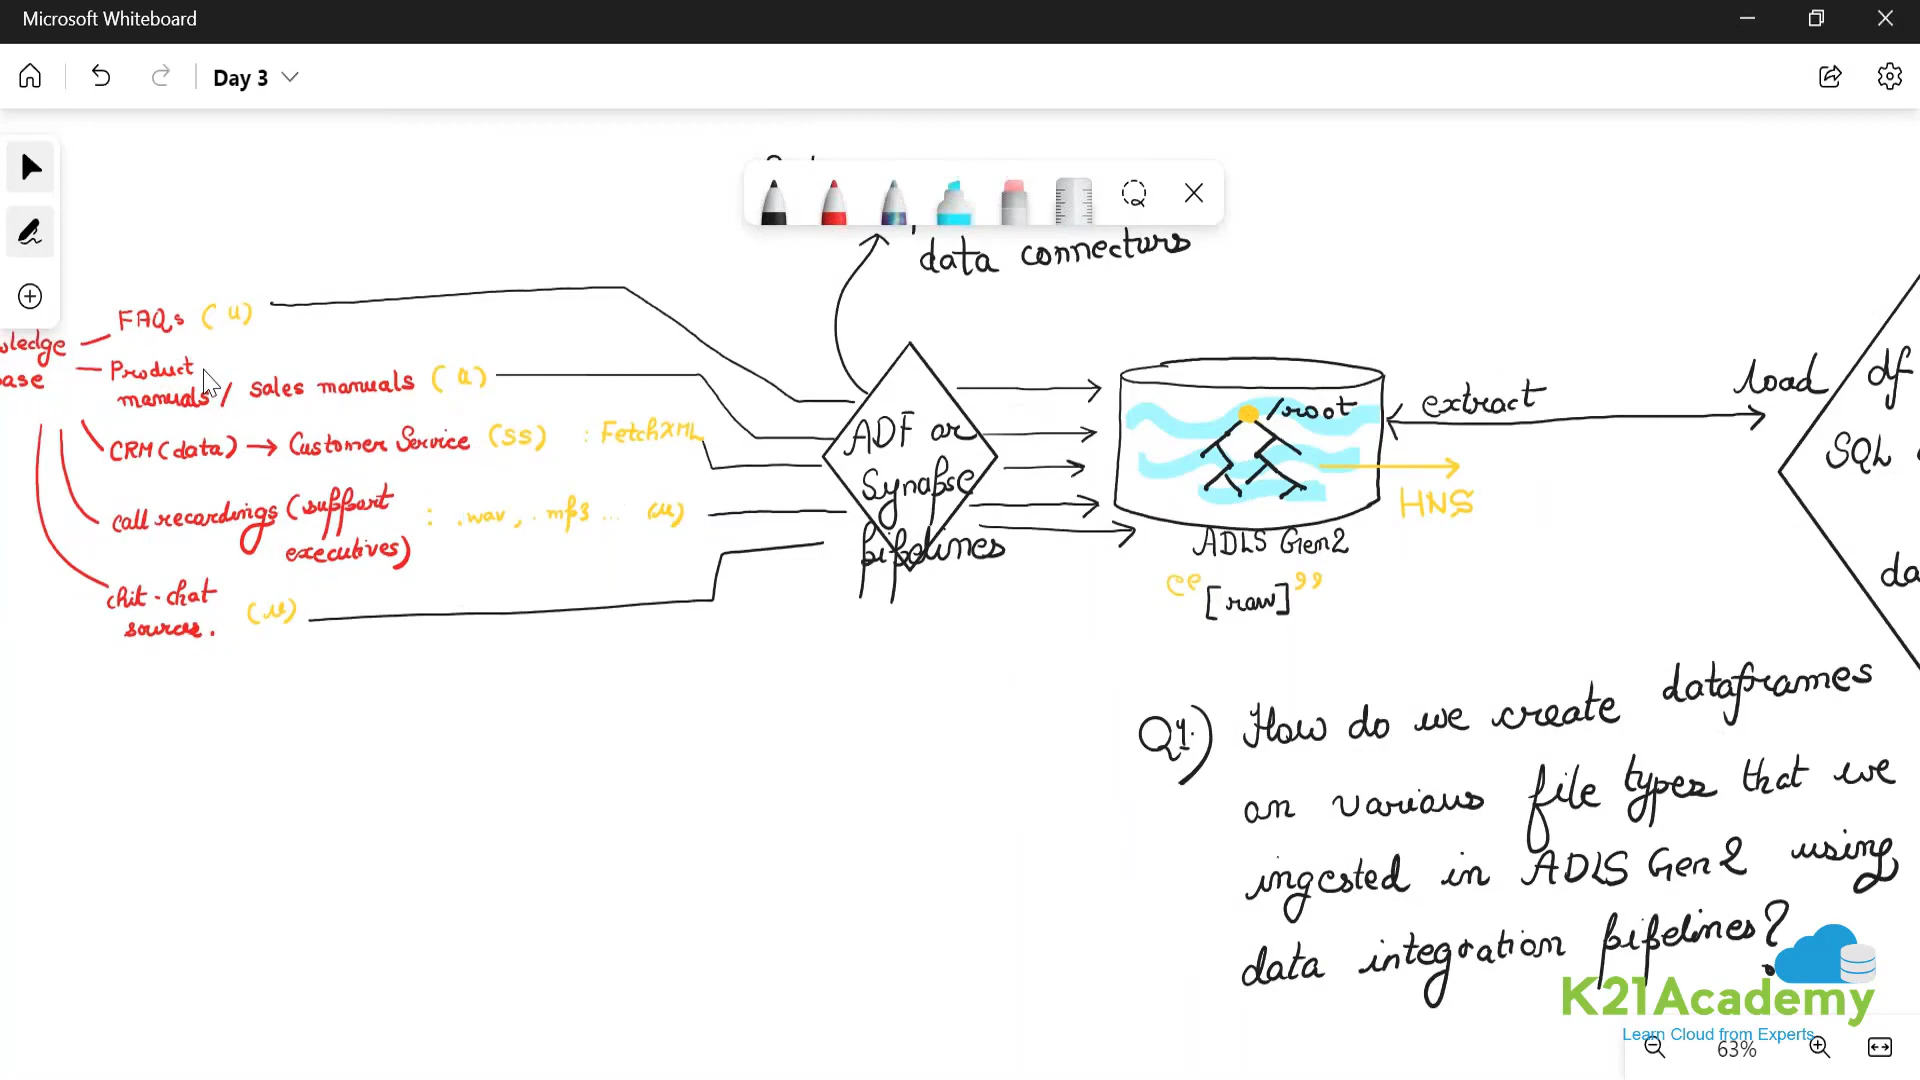 Microsoft Whiteboard
Day 3
data connectors
FAQs (u)
wledge
base
Product
manuals / sales manuals (u)
CRM (data) → Customer Service (SS) : FetchXML
call recordings (support
executives) : .wav, .mp3 ... (u)
chit-chat
sources. (u)
ADF or
Synapse
pipelines
/root
ADLS Gen2
"[raw]"
HNS
extract
load
df
SQL
da
Q1.) How do we create dataframes
on various file types that we
ingested in ADLS Gen2 using
data integration pipelines?
K21Academy
Learn Cloud from Experts
63%